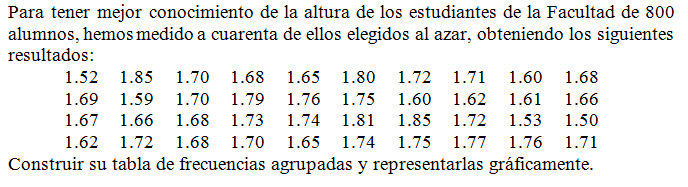 Para tener mejor conocimiento de la altura de los estudiantes de la Facultad de 800
alumnos, hemos medido a cuarenta de ellos elegidos al azar, obteniendo los siguientes
resultados:
1.52 1.85 1.70 1.68 1.65 1.80 1.72 1.71 1.60 1.68
1.69 1.59 1.70 1.79 1.76 1.75 1.60 1.62 1.61 1.66
1.67 1.66 1.68 1.73 1.74 1.81 1.85 1.72 1.53 1.50
1.62 1.72 1.68 1.70 1.65 1.74 1.75 1.77 1.76 1.71
Construir su tabla de frecuencias agrupadas y representarlas gráficamente.